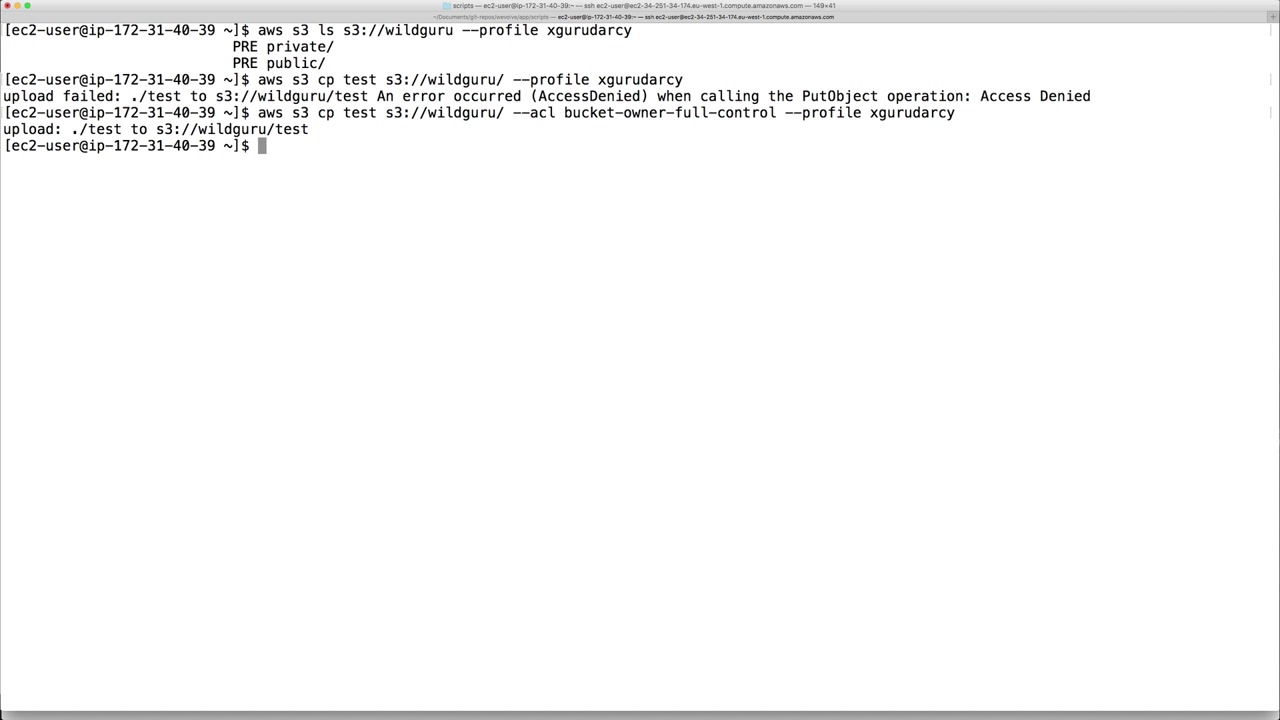 scripts — ec2-user@ip-172-31-40-39:~ — ssh ec2-user@ec2-34-251-34-174.eu-west-1.compute.amazonaws.com — 149×41
~/Documents/git-repos/wexcive/app/scripts — ec2-user@ip-172-31-40-39:~ — ssh ec2-user@ec2-34-251-34-174.eu-west-1.compute.amazonaws.com
[ec2-user@ip-172-31-40-39 ~]$ aws s3 ls s3://wildguru --profile xgurudarcy
PRE private/
PRE public/
[ec2-user@ip-172-31-40-39 ~]$ aws s3 cp test s3://wildguru/ --profile xgurudarcy
upload failed: ./test to s3://wildguru/test An error occurred (AccessDenied) when calling the PutObject operation: Access Denied
[ec2-user@ip-172-31-40-39 ~]$ aws s3 cp test s3://wildguru/ --acl bucket-owner-full-control --profile xgurudarcy
upload: ./test to s3://wildguru/test
[ec2-user@ip-172-31-40-39 ~]$